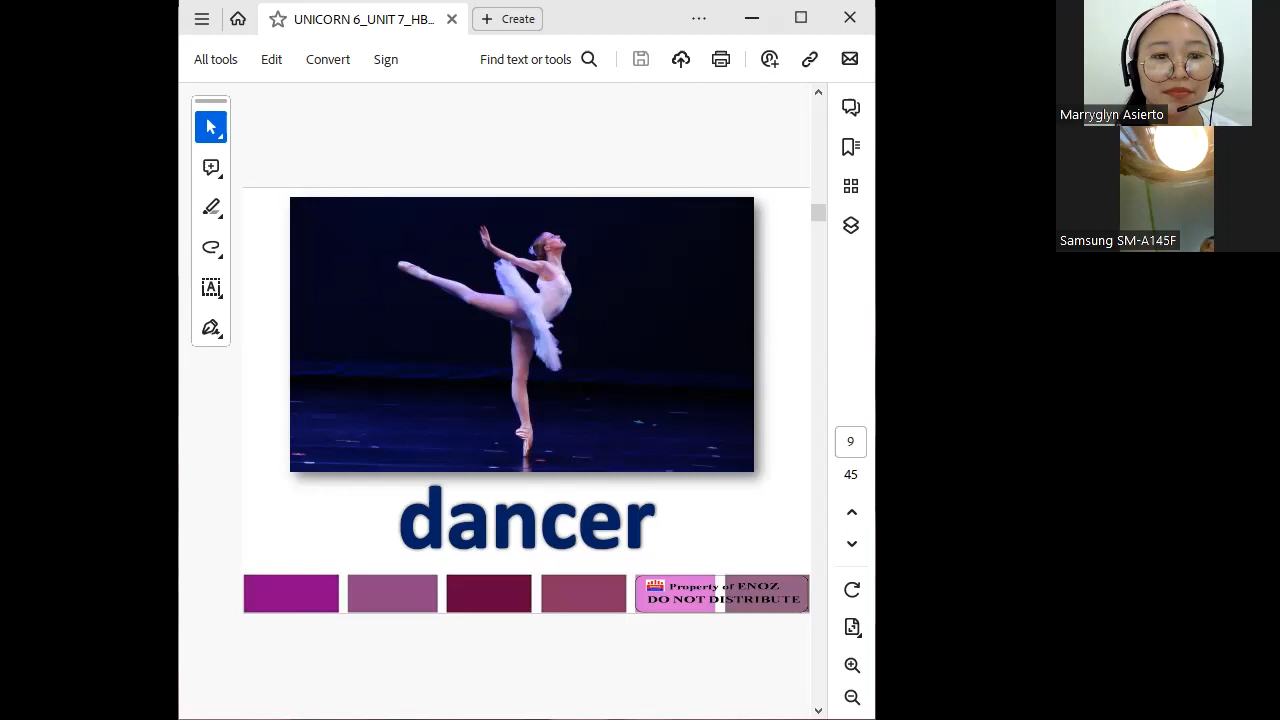 UNICORN 6_UNIT 7_HB...
Create
All tools
Edit
Convert
Sign
Find text or tools
Marryglyn Asierto
Samsung SM-A145F
9
45
dancer
Property of ENOZ
DO NOT DISTRIBUTE